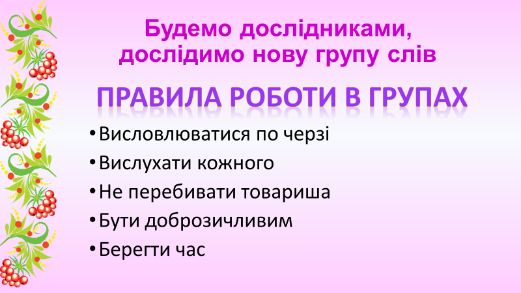 Будемо дослідниками,
дослідимо нову групу слів
ПРАВИЛА РОБОТИ В ГРУПАХ
•Висловлюватися по черзі
•Вислухати кожного
•Не перебивати товариша
•Бути доброзичливим
•Берегти час